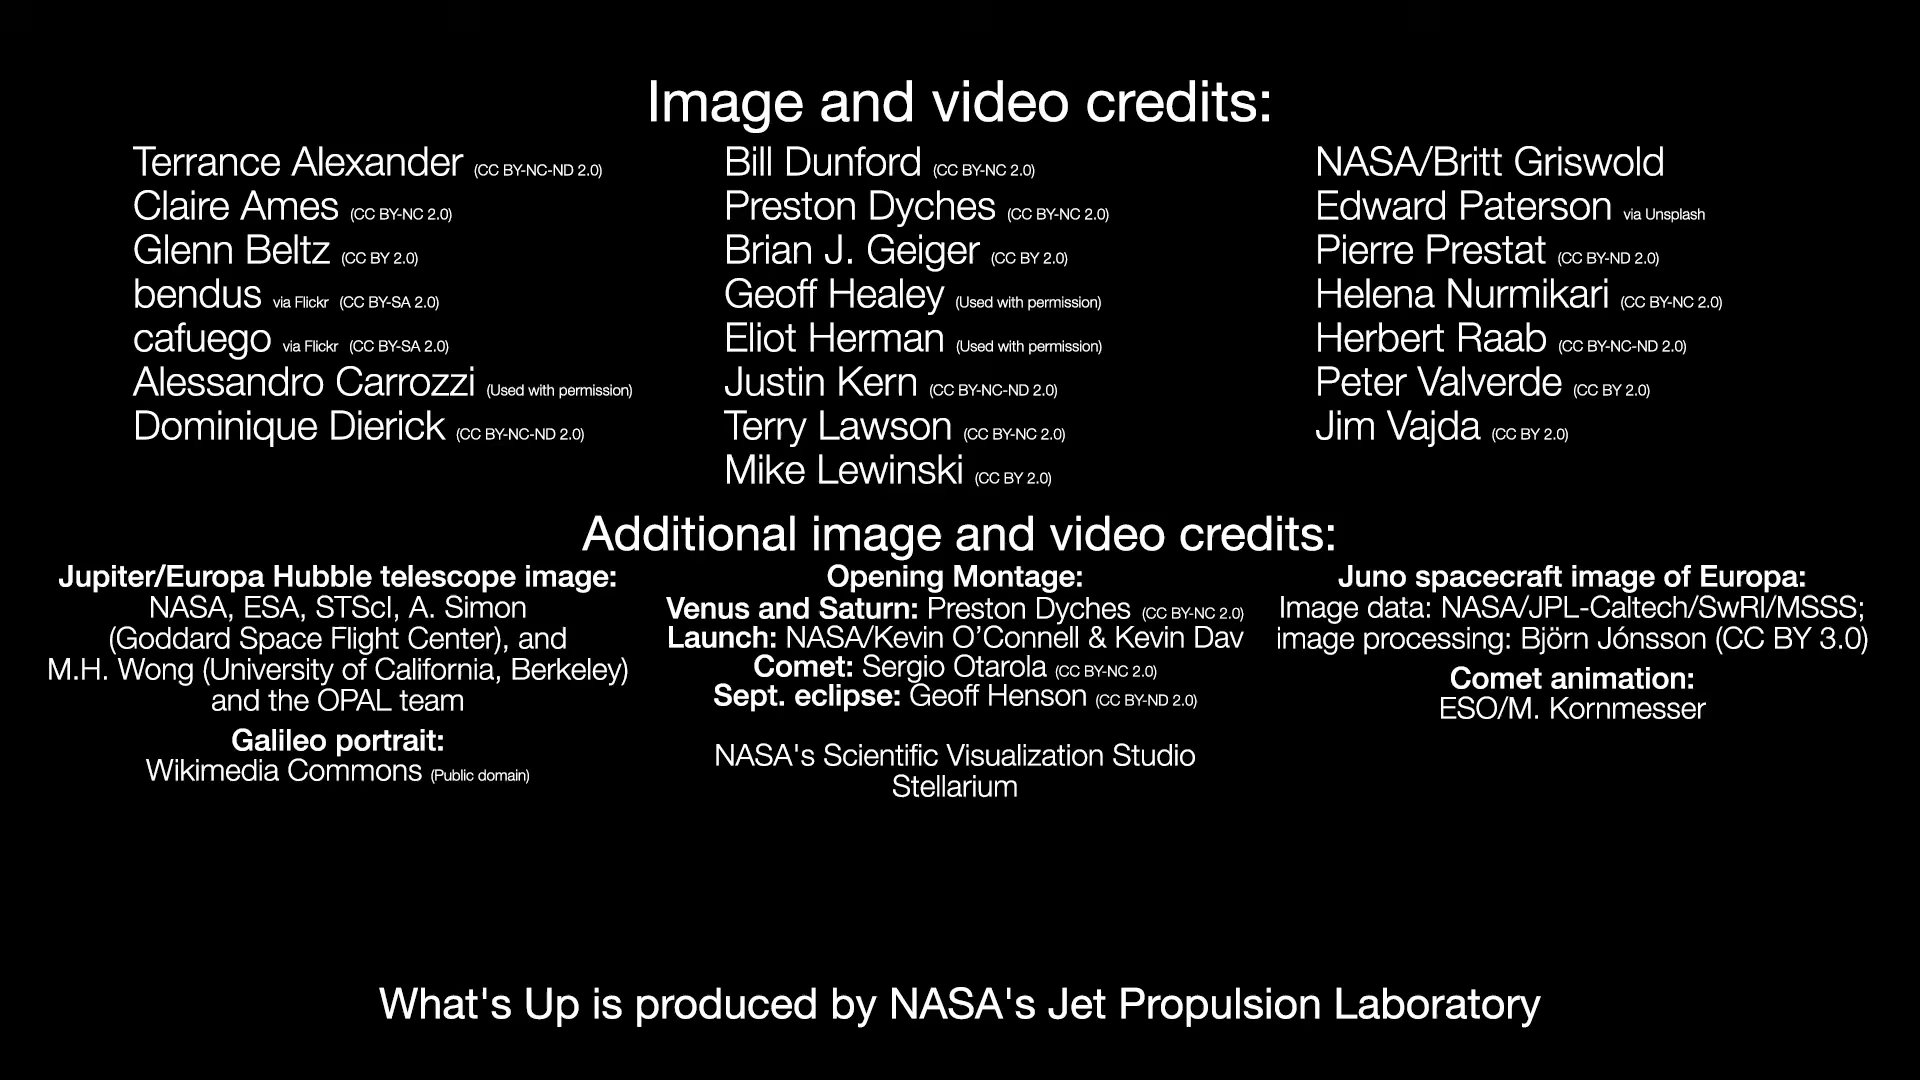 Image and video credits:
Terrance Alexander (CC BY-NC-ND 2.0)
Claire Ames (CC BY-NC 2.0)
Glenn Beltz (CC BY 2.0)
bendus via Flickr (CC BY-SA 2.0)
cafuego via Flickr (CC BY-SA 2.0)
Alessandro Carrozzi (Used with permission)
Dominique Dierick (CC BY-NC-ND 2.0)
Bill Dunford (CC BY-NC 2.0)
Preston Dyches (CC BY-NC 2.0)
Brian J. Geiger (CC BY 2.0)
Geoff Healey (Used with permission)
Eliot Herman (Used with permission)
Justin Kern (CC BY-NC-ND 2.0)
Terry Lawson (CC BY-NC 2.0)
Mike Lewinski (CC BY 2.0)
NASA/Britt Griswold
Edward Paterson via Unsplash
Pierre Prestat (CC BY-ND 2.0)
Helena Nurmikari (CC BY-NC 2.0)
Herbert Raab (CC BY-NC-ND 2.0)
Peter Valverde (CC BY 2.0)
Jim Vajda (CC BY 2.0)
Additional image and video credits:
Jupiter/Europa Hubble telescope image:
NASA, ESA, STScI, A. Simon
(Goddard Space Flight Center), and
M.H. Wong (University of California, Berkeley)
and the OPAL team
Galileo portrait:
Wikimedia Commons (Public domain)
Opening Montage:
Venus and Saturn: Preston Dyches (CC BY-NC 2.0)
Launch: NASA/Kevin O’Connell & Kevin Dav
Comet: Sergio Otarola (CC BY-NC 2.0)
Sept. eclipse: Geoff Henson (CC BY-ND 2.0)
NASA's Scientific Visualization Studio
Stellarium
Juno spacecraft image of Europa:
Image data: NASA/JPL-Caltech/SwRI/MSSS;
image processing: Björn Jónsson (CC BY 3.0)
Comet animation:
ESO/M. Kornmesser
What's Up is produced by NASA's Jet Propulsion Laboratory